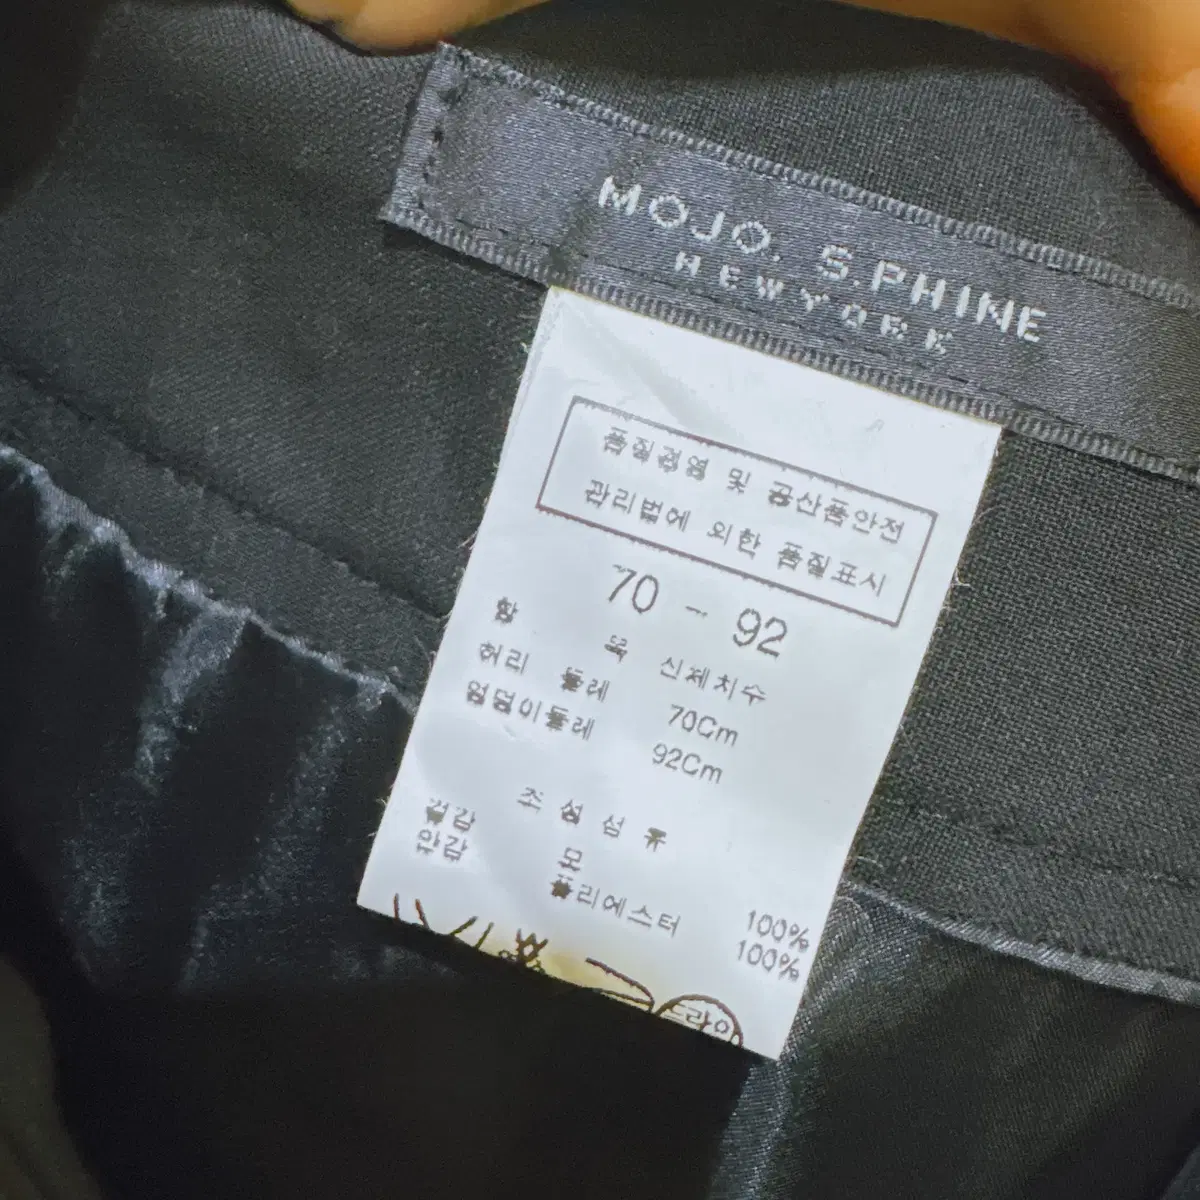 MOJO. S.PHINE
NEWYORK
품질경영 및 공산품안전
관리법에 의한 품질표시
70 - 92
항 목 신체치수
허리 둘레 70Cm
엉덩이둘레 92Cm
조 성 섬 유
겉감 모 100%
안감 폴리에스터 100%
드라이